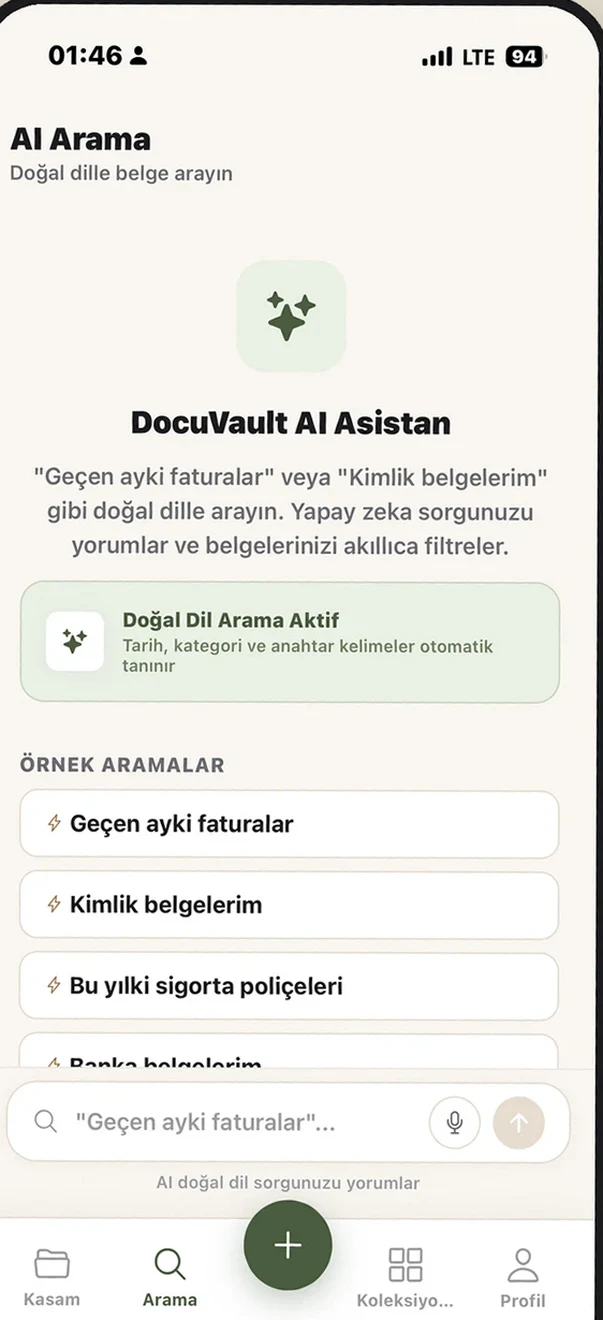 01:46
LTE 94
AI Arama
Doğal dille belge arayın
DocuVault AI Asistan
"Geçen ayki faturalar" veya "Kimlik belgelerim"
gibi doğal dille arayın. Yapay zeka sorgunuzu
yorumlar ve belgelerinizi akıllıca filtreler.
Doğal Dil Arama Aktif
Tarih, kategori ve anahtar kelimeler otomatik
tanınır
ÖRNEK ARAMALAR
Geçen ayki faturalar
Kimlik belgelerim
Bu yılki sigorta poliçeleri
Banka belgelerim
"Geçen ayki faturalar"...
AI doğal dil sorgunuzu yorumlar
Kasam
Arama
Koleksiyo...
Profil